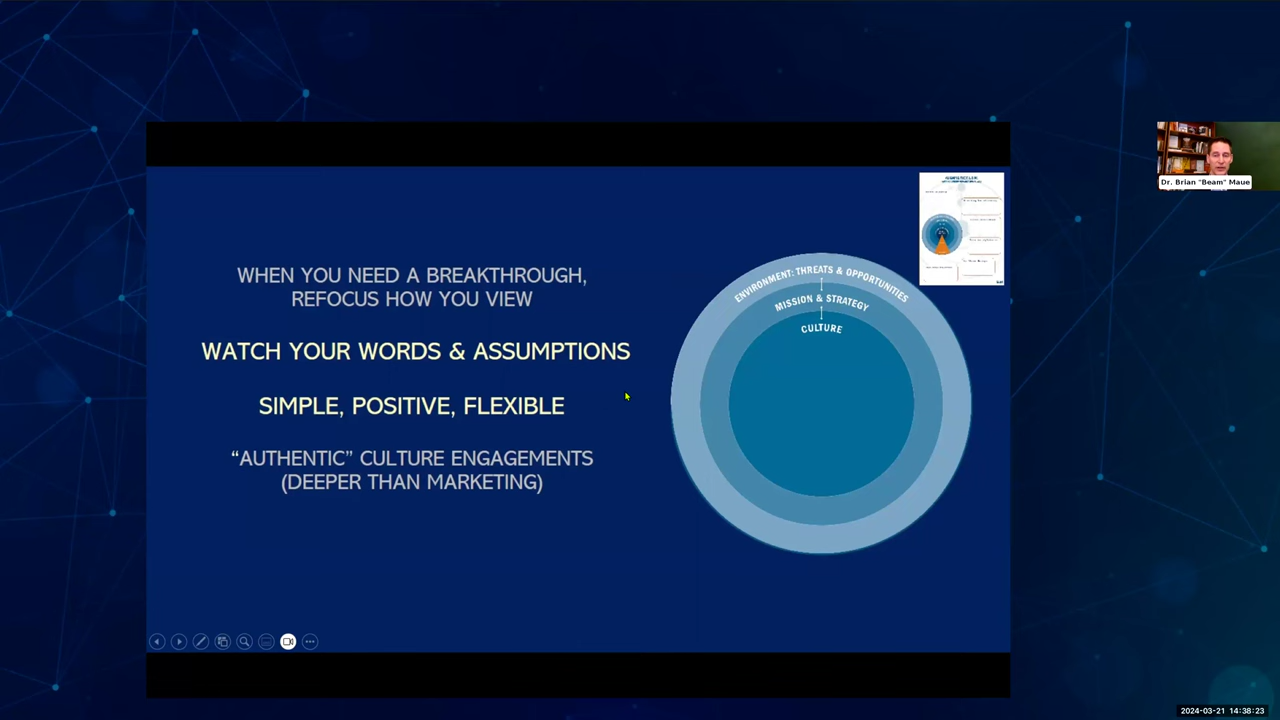 WHEN YOU NEED A BREAKTHROUGH,
REFOCUS HOW YOU VIEW
WATCH YOUR WORDS & ASSUMPTIONS
SIMPLE, POSITIVE, FLEXIBLE
“AUTHENTIC” CULTURE ENGAGEMENTS
(DEEPER THAN MARKETING)
ENVIRONMENT: THREATS & OPPORTUNITIES
MISSION & STRATEGY
CULTURE
Dr. Brian "Beam" Maue
2024-03-21 14:38:23